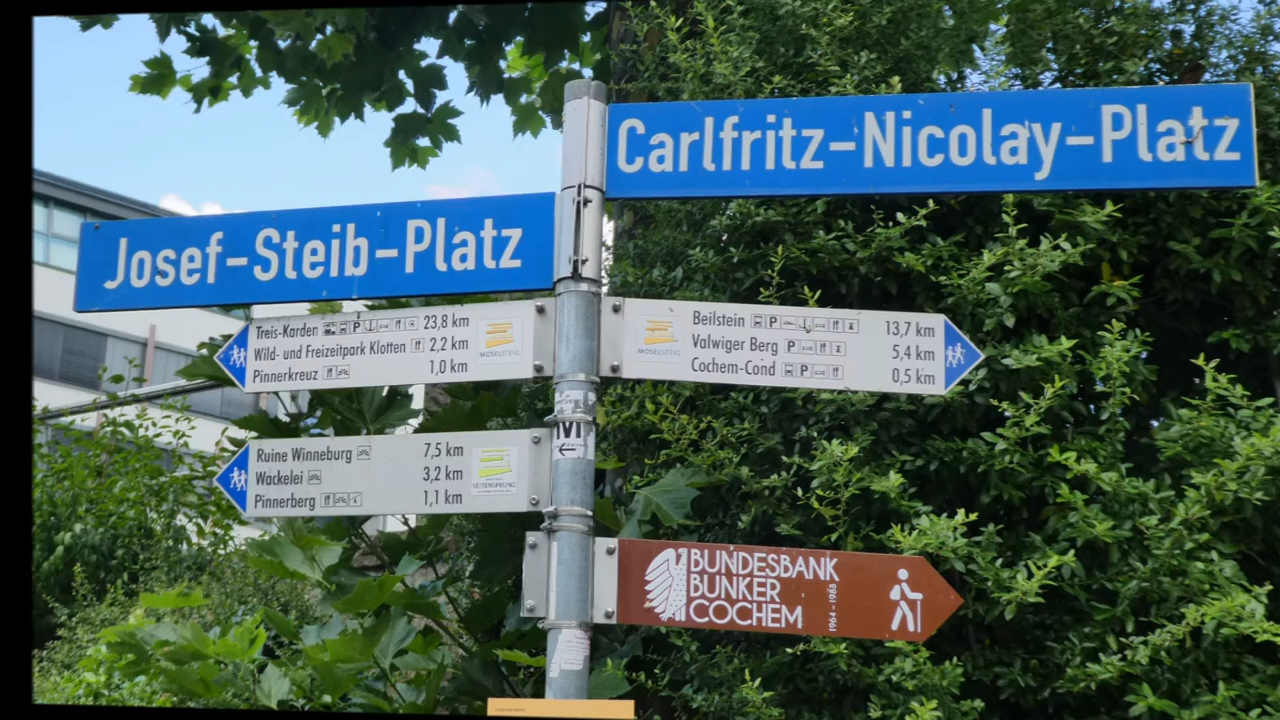 Carlfritz-Nicolay-Platz
Josef-Steib-Platz
Treis-Karden 23,8 km
Wild- und Freizeitpark Klotten 2,2 km
Pinnerkreuz 1,0 km
MOSELSTEIG
MOSELSTEIG
Beilstein P 13,7 km
Valwiger Berg P 5,4 km
Cochem-Cond P 0,5 km
Ruine Winneburg 7,5 km
Wackelei 3,2 km
Pinnerberg 1,1 km
SEITENSPRUNG
BUNDESBANK
BUNKER
COCHEM
1964-1988